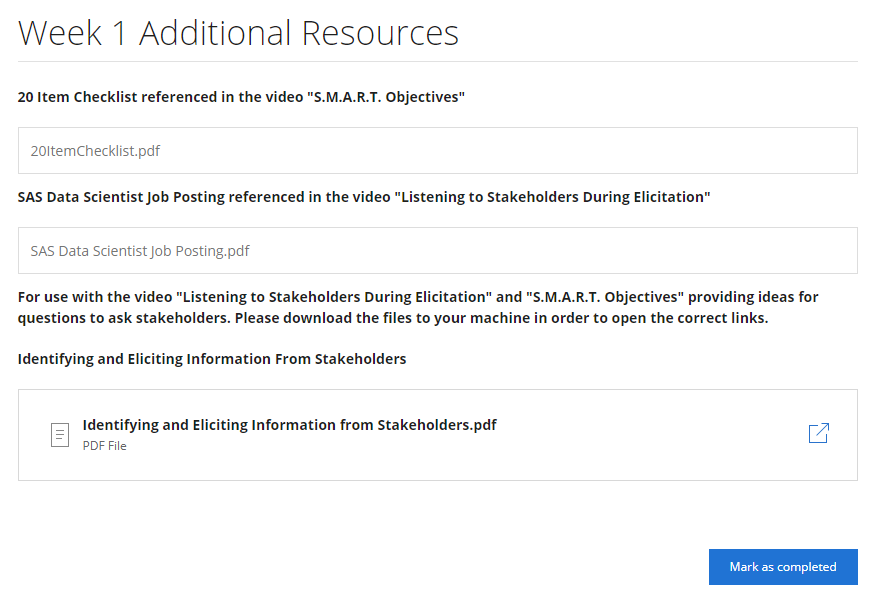 Week 1 Additional Resources
20 Item Checklist referenced in the video "S.M.A.R.T. Objectives"
20ItemChecklist.pdf
SAS Data Scientist Job Posting referenced in the video "Listening to Stakeholders During Elicitation"
SAS Data Scientist Job Posting.pdf
For use with the video "Listening to Stakeholders During Elicitation" and "S.M.A.R.T. Objectives" providing ideas for
questions to ask stakeholders. Please download the files to your machine in order to open the correct links.
Identifying and Eliciting Information From Stakeholders
Identifying and Eliciting Information from Stakeholders.pdf
PDF File
Mark as completed